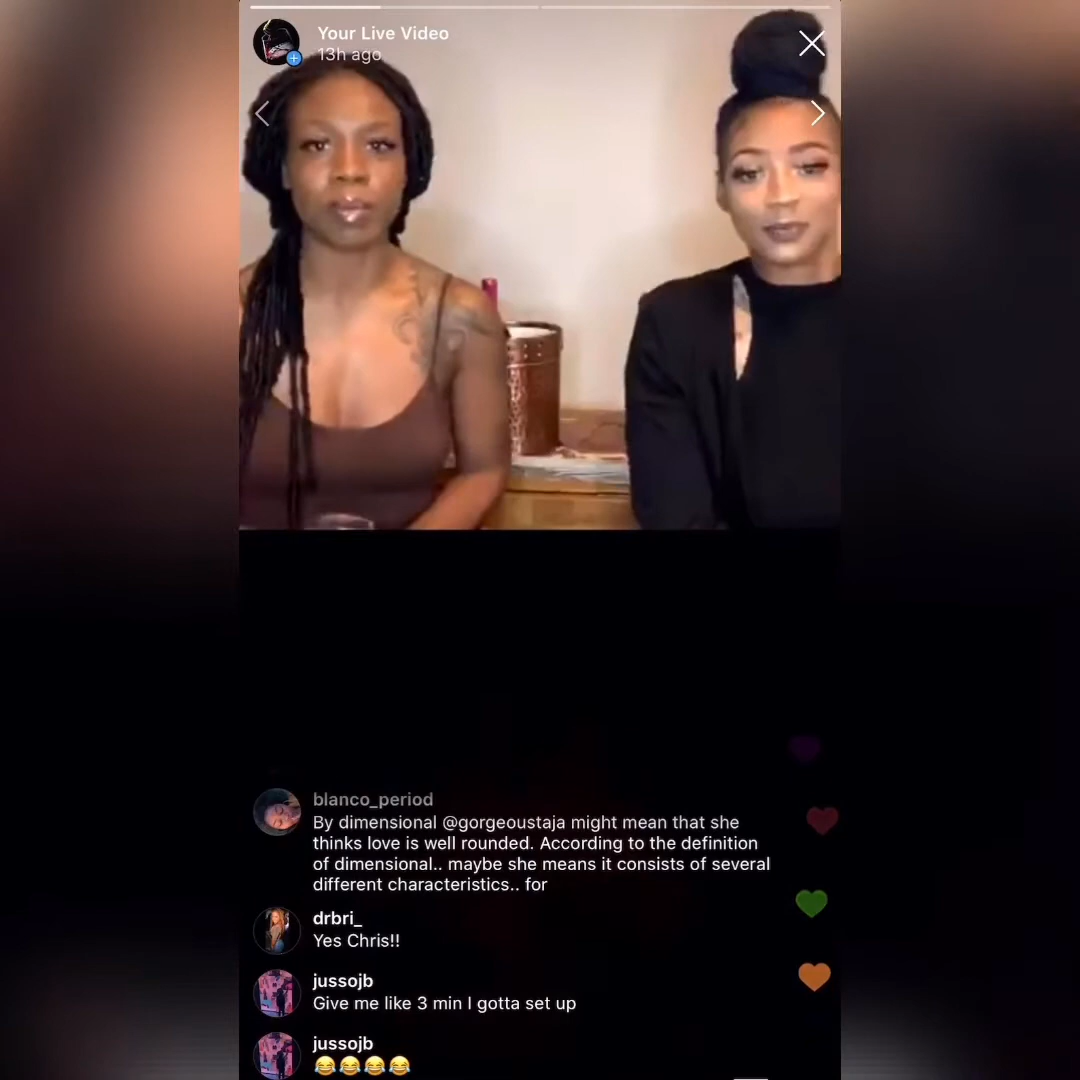 Your Live Video
13h ago
blanco_period
By dimensional @gorgeoustaja might mean that she
thinks love is well rounded. According to the definition
of dimensional.. maybe she means it consists of several
different characteristics.. for
drbri_
Yes Chris!!
jussojb
Give me like 3 min I gotta set up
jussojb
😂😂😂😂